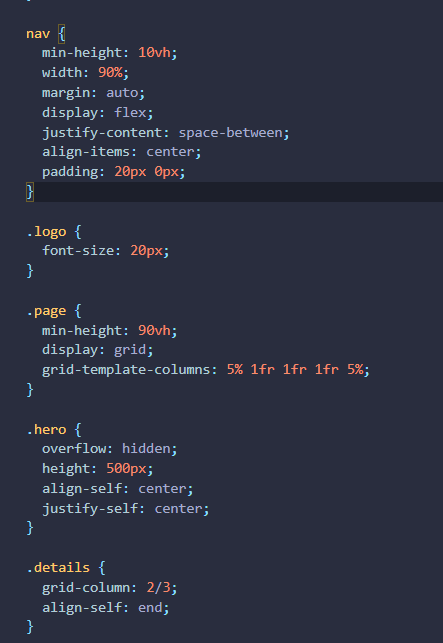 nav {
  min-height: 10vh;
  width: 90%;
  margin: auto;
  display: flex;
  justify-content: space-between;
  align-items: center;
  padding: 20px 0px;
}
.logo {
  font-size: 20px;
}
.page {
  min-height: 90vh;
  display: grid;
  grid-template-columns: 5% 1fr 1fr 1fr 5%;
}
.hero {
  overflow: hidden;
  height: 500px;
  align-self: center;
  justify-self: center;
}
.details {
  grid-column: 2/3;
  align-self: end;
}